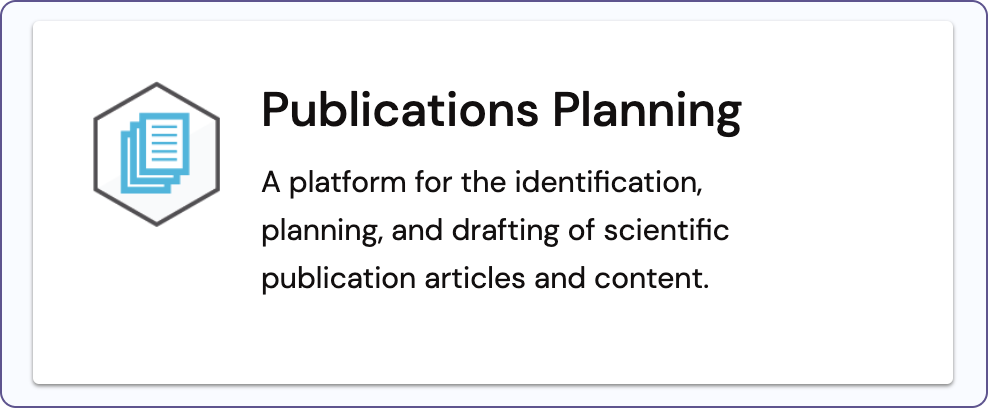 Publications Planning
A platform for the identification,
planning, and drafting of scientific
publication articles and content.